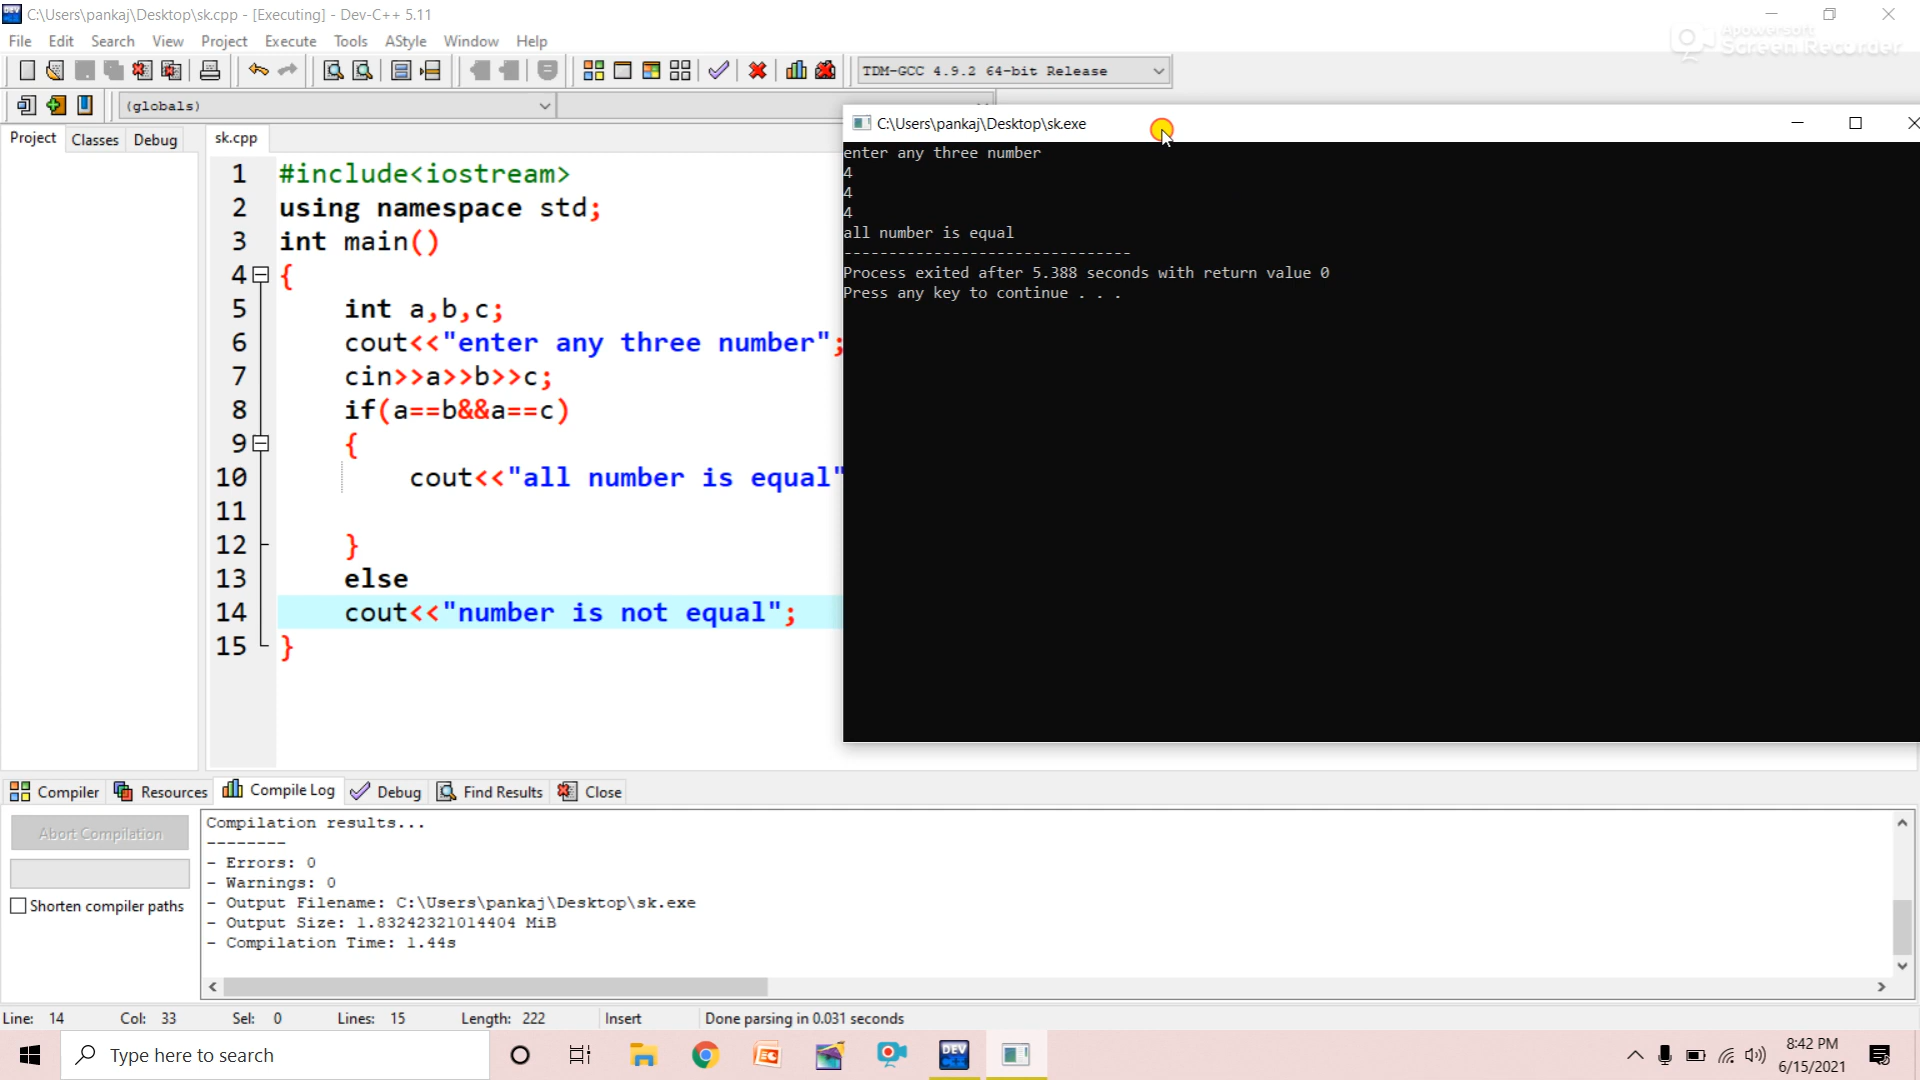 C:\Users\pankaj\Desktop\sk.cpp - [Executing] - Dev-C++ 5.11
File Edit Search View Project Execute Tools AStyle Window Help
Apowersoft
Screen Recorder
TDM-GCC 4.9.2 64-bit Release
(globals)
Project Classes Debug
sk.cpp
1 #include<iostream>
2 using namespace std;
3 int main()
4 {
5 int a,b,c;
6 cout<<"enter any three number";
7 cin>>a>>b>>c;
8 if(a==b&&a==c)
9 {
10 cout<<"all number is equal"
11
12 }
13 else
14 cout<<"number is not equal";
15 }
C:\Users\pankaj\Desktop\sk.exe
enter any three number
4
4
4
all number is equal
--------------------------------
Process exited after 5.388 seconds with return value 0
Press any key to continue . . .
Compiler Resources Compile Log Debug Find Results Close
Abort Compilation
Shorten compiler paths
Compilation results...
--------
- Errors: 0
- Warnings: 0
- Output Filename: C:\Users\pankaj\Desktop\sk.exe
- Output Size: 1.83242321014404 MiB
- Compilation Time: 1.44s
Line: 14 Col: 33 Sel: 0 Lines: 15 Length: 222 Insert Done parsing in 0.031 seconds
Type here to search
DEV
8:42 PM
6/15/2021